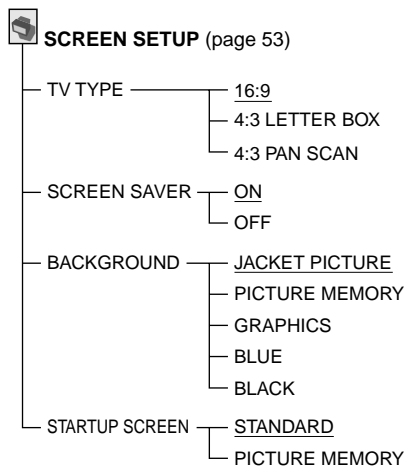 SCREEN SETUP (page 53)
TV TYPE 16:9
4:3 LETTER BOX
4:3 PAN SCAN
SCREEN SAVER ON
OFF
BACKGROUND JACKET PICTURE
PICTURE MEMORY
GRAPHICS
BLUE
BLACK
STARTUP SCREEN STANDARD
PICTURE MEMORY